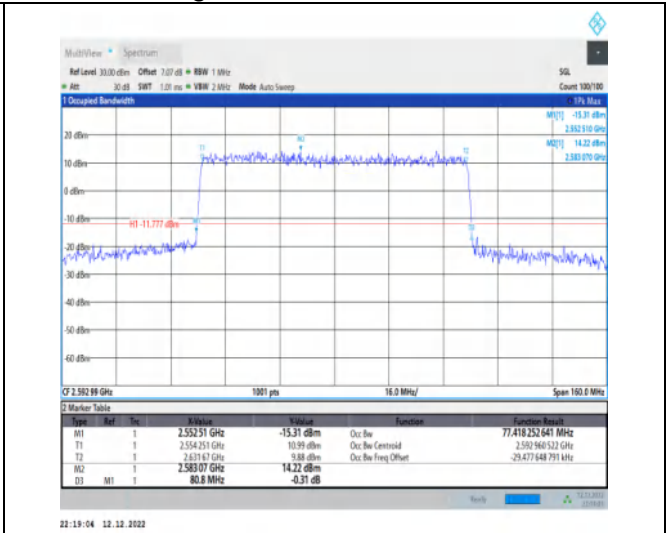 MultiView Spectrum
Ref Level 30.00 dBm Offset 7.07 dB RBW 1 MHz SGL
Att 30 dB SWT 1.01 ms VBW 2 MHz Mode Auto Sweep Count 100/100
1 Occupied Bandwidth 1Pk Max
M1[1] -15.31 dBm
2.552 510 GHz
M2[1] 14.22 dBm
2.583 070 GHz
20 dBm
M2
T1
T2
10 dBm
0 dBm
-10 dBm
H1 -11.777 dBm
M1
-20 dBm
-30 dBm
-40 dBm
-50 dBm
-60 dBm
CF 2.592 99 GHz 1001 pts 16.0 MHz/ Span 160.0 MHz
2 Marker Table
Type Ref Trc X-Value Y-Value Function Function Result
M1 1 2.552 51 GHz -15.31 dBm Occ Bw 77.418 252 641 MHz
T1 1 2.554 251 GHz 10.99 dBm Occ Bw Centroid 2.592 960 522 GHz
T2 1 2.631 67 GHz 9.88 dBm Occ Bw Freq Offset -29.477 648 791 kHz
M2 1 2.583 07 GHz 14.22 dBm
D3 M1 1 80.8 MHz -0.31 dB
Ready 12.12.2022
22:19:04 12.12.2022